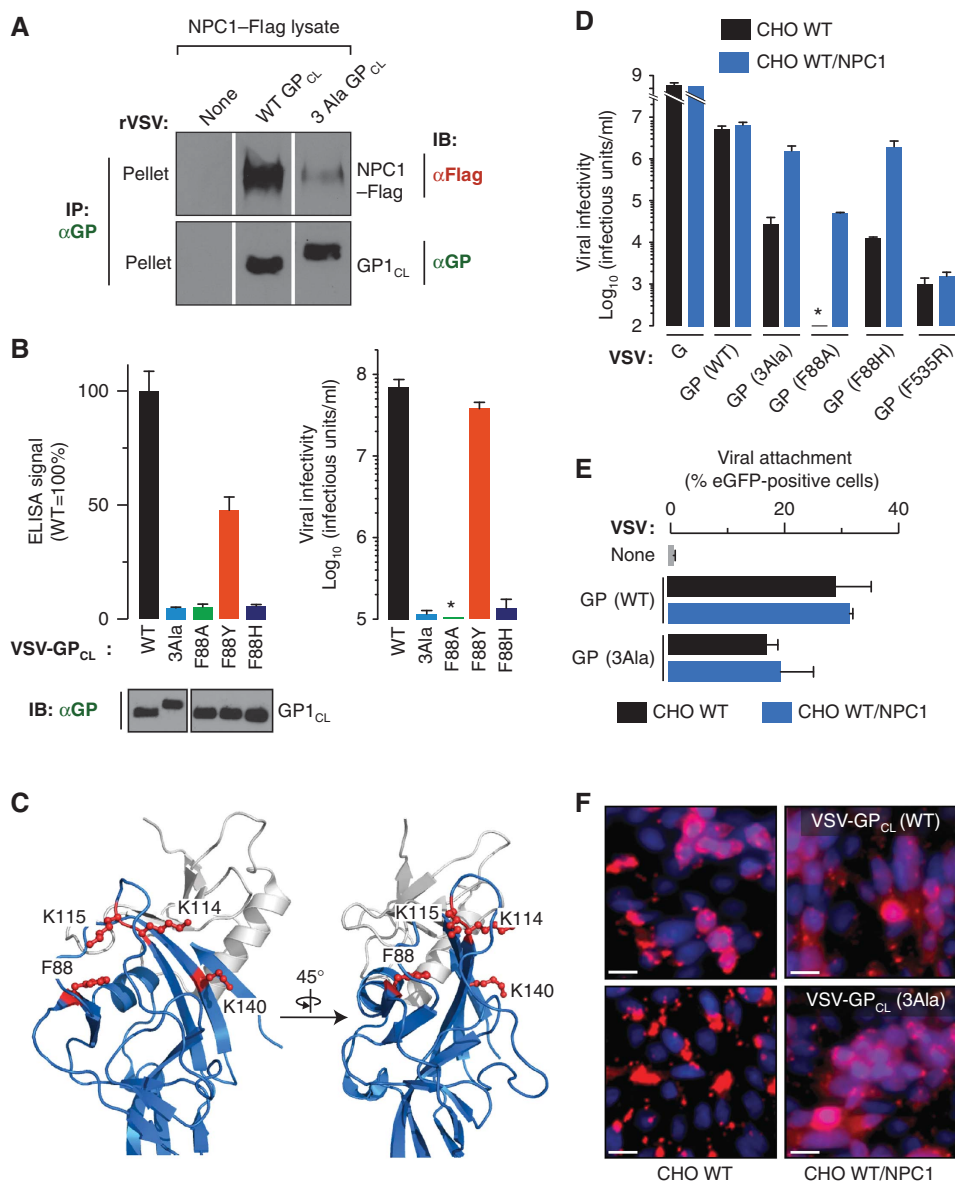 A
NPC1–Flag lysate
rVSV:
None
WT GPCL
3 Ala GPCL
IP:
αGP
Pellet
NPC1
–Flag
IB:
αFlag
Pellet
GP1CL
αGP
B
ELISA signal
(WT=100%)
100
50
0
VSV-GPCL :
WT
3Ala
F88A
F88Y
F88H
Viral infectivity
Log10 (infectious units/ml)
8
7
6
5
*
WT
3Ala
F88A
F88Y
F88H
IB: αGP
GP1CL
C
K115
K114
F88
K140
45°
K115
K114
F88
K140
D
CHO WT
CHO WT/NPC1
Viral infectivity
Log10 (infectious units/ml)
9
7
6
5
4
3
2
*
VSV:
G
GP (WT)
GP (3Ala)
GP (F88A)
GP (F88H)
GP (F535R)
E
Viral attachment
(% eGFP-positive cells)
VSV:
0
20
40
None
GP (WT)
GP (3Ala)
CHO WT
CHO WT/NPC1
F
VSV-GPCL (WT)
VSV-GPCL (3Ala)
CHO WT
CHO WT/NPC1